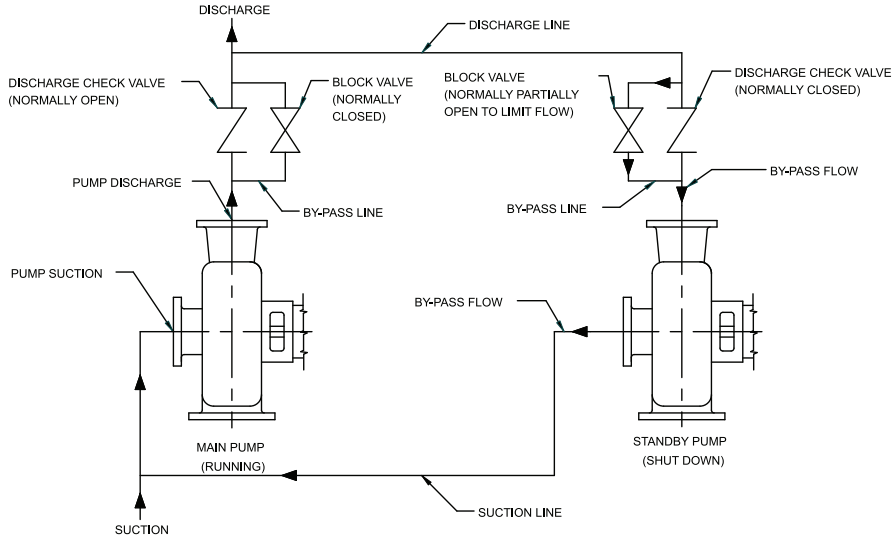 DISCHARGE
DISCHARGE LINE
DISCHARGE CHECK VALVE
(NORMALLY OPEN)
BLOCK VALVE
(NORMALLY
CLOSED)
BLOCK VALVE
(NORMALLY PARTIALLY
OPEN TO LIMIT FLOW)
DISCHARGE CHECK VALVE
(NORMALLY CLOSED)
PUMP DISCHARGE
BY-PASS LINE
BY-PASS LINE
BY-PASS FLOW
PUMP SUCTION
BY-PASS FLOW
MAIN PUMP
(RUNNING)
STANDBY PUMP
(SHUT DOWN)
SUCTION
SUCTION LINE